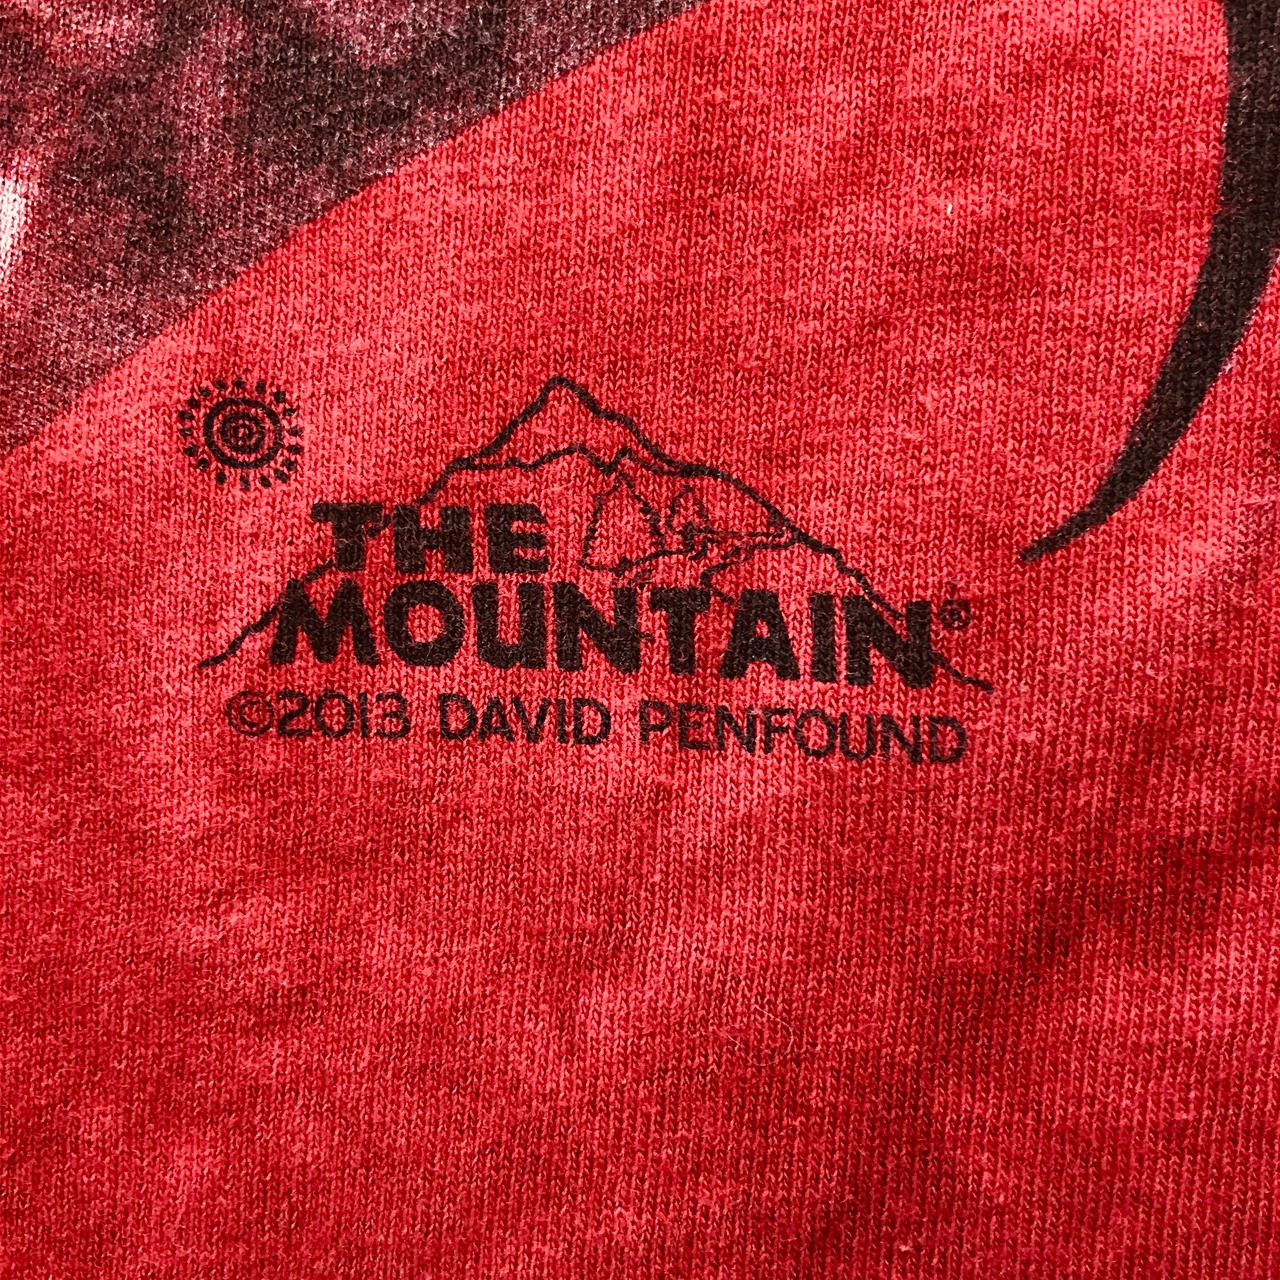 THE
MOUNTAIN®
©2013 DAVID PENFOUND